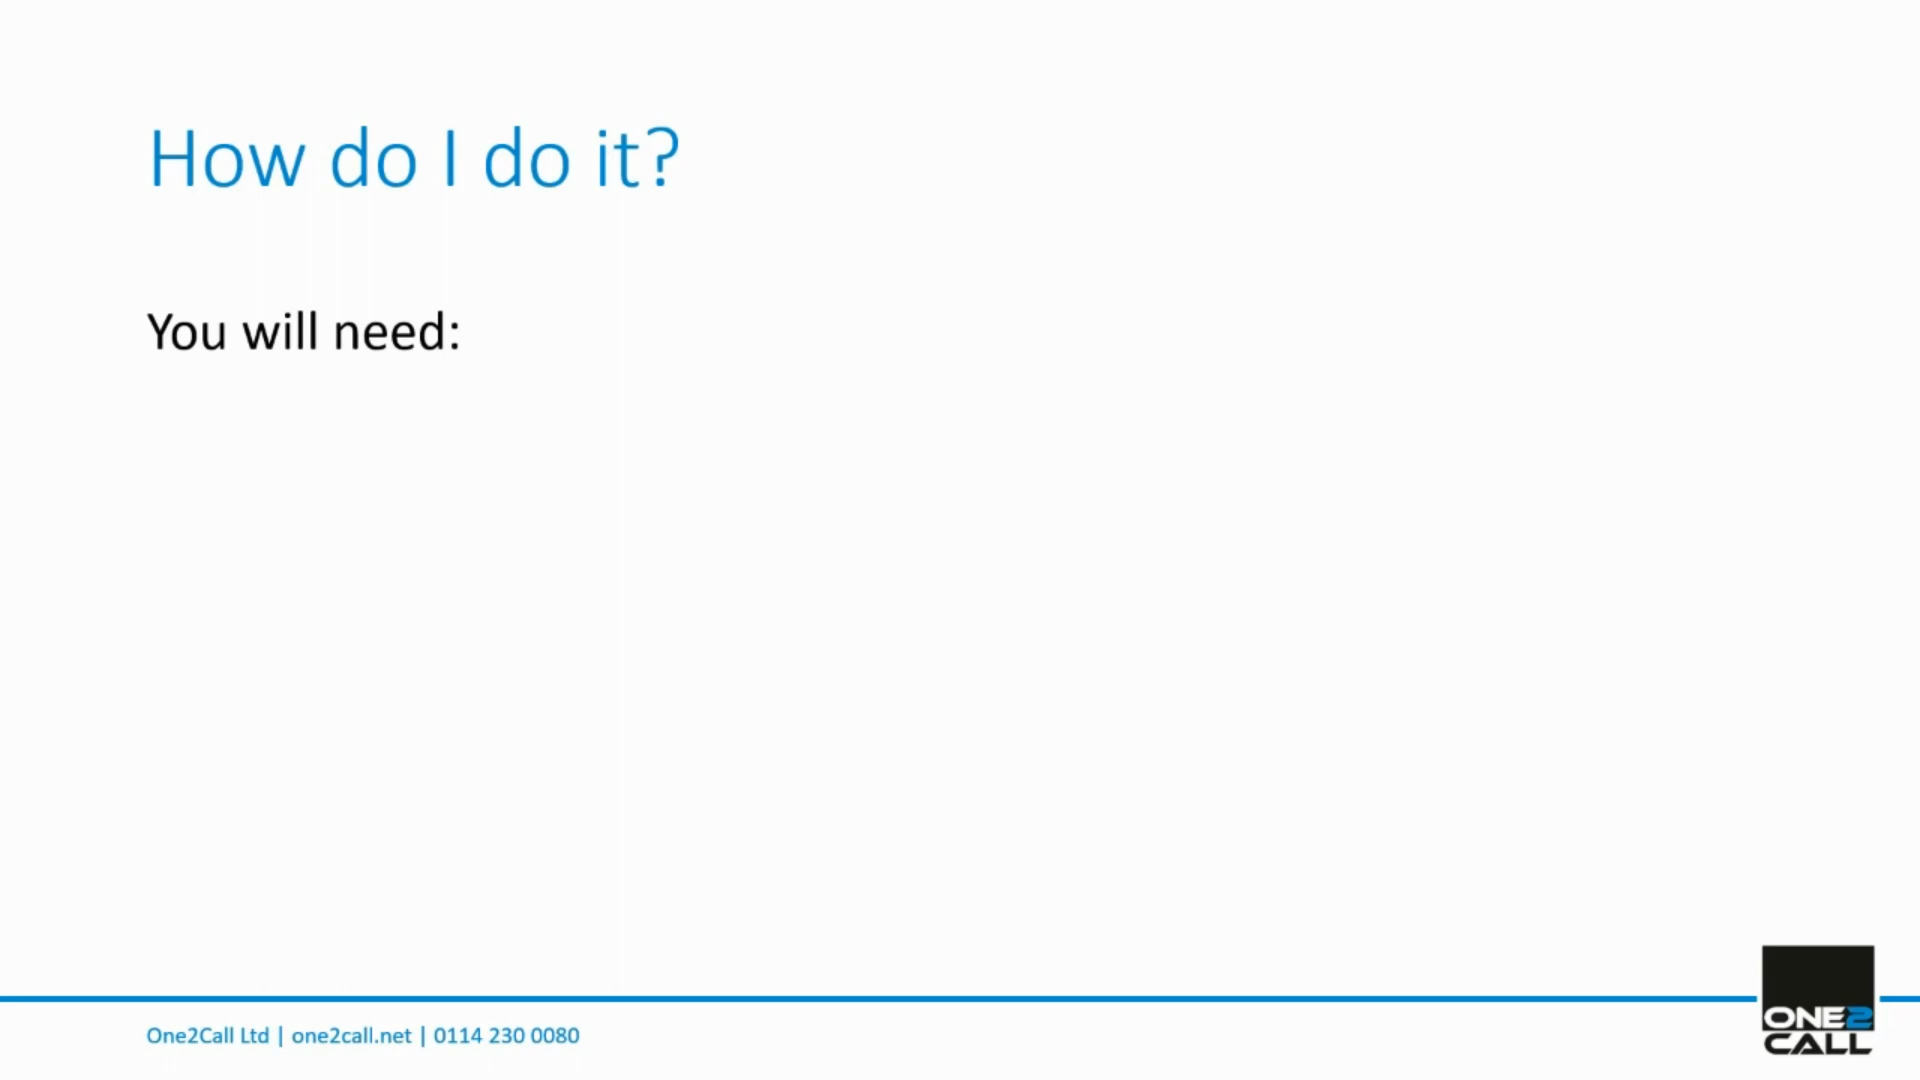 How do I do it?
You will need:
One2Call Ltd | one2call.net | 0114 230 0080
ONE2
CALL